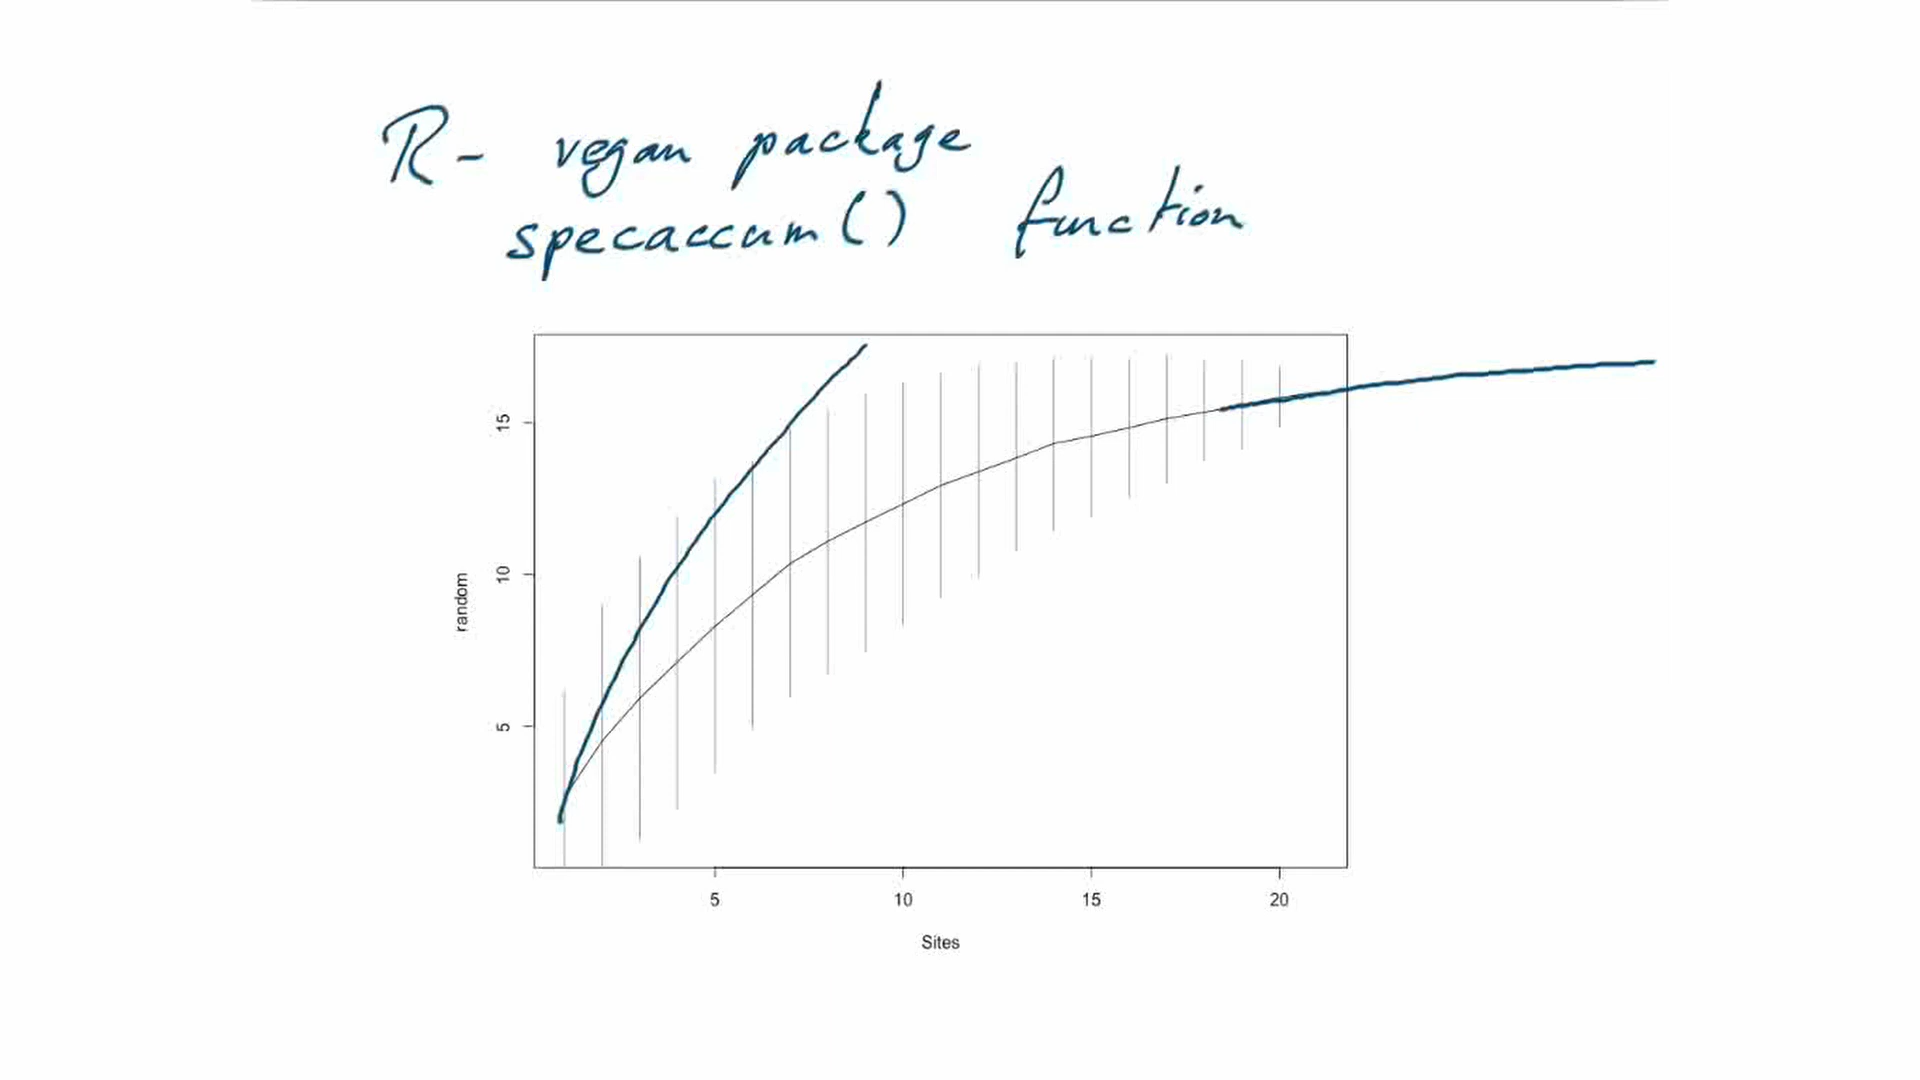 R - vegan package
specaccum() function
15
10
5
random
5 10 15 20
Sites